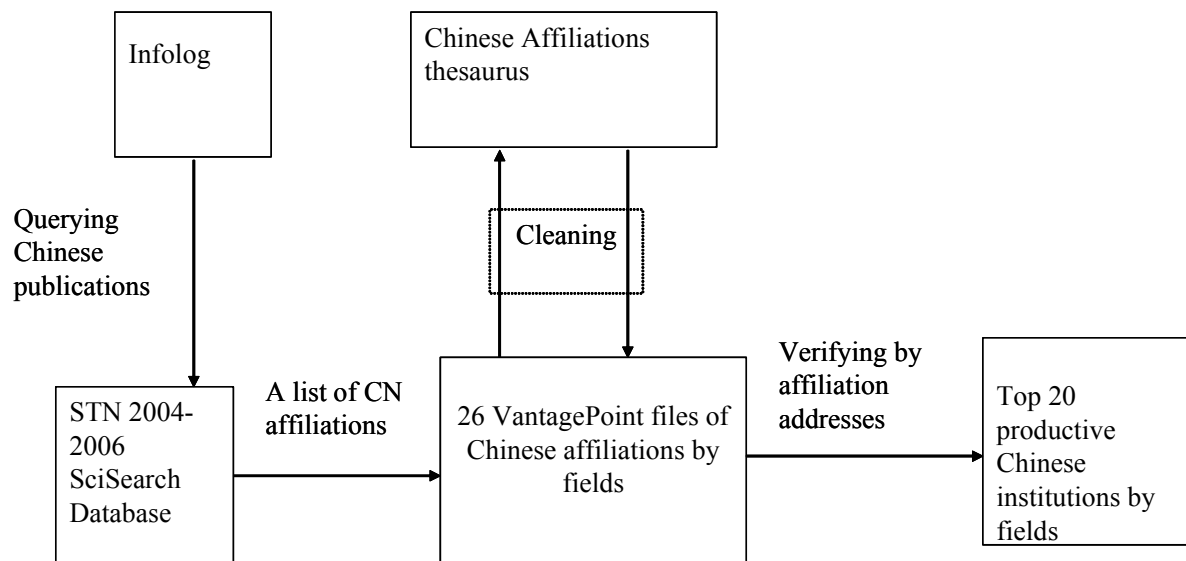 Infolog
Chinese Affiliations
thesaurus
Querying
Chinese
publications
Cleaning
STN 2004-
2006
SciSearch
Database
A list of CN
affiliations
26 VantagePoint files of
Chinese affiliations by
fields
Verifying by
affiliation
addresses
Top 20
productive
Chinese
institutions by
fields